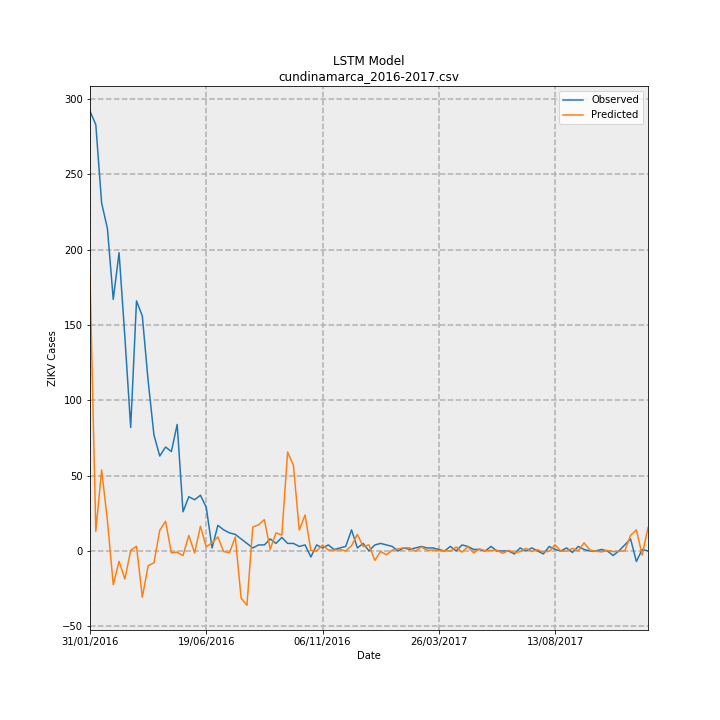 LSTM Model
cundinamarca_2016-2017.csv
Observed
Predicted
300
250
200
150
100
50
0
−50
ZIKV Cases
31/01/2016 19/06/2016 06/11/2016 26/03/2017 13/08/2017
Date